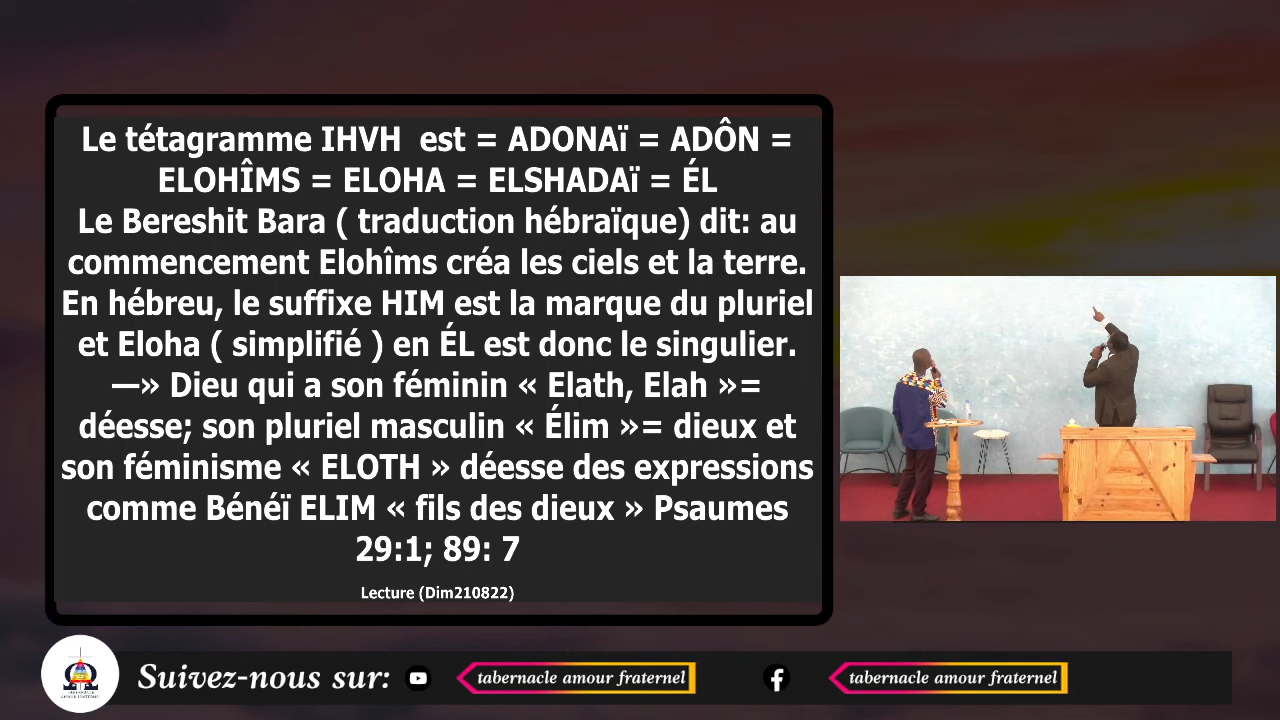 Le tétagramme IHVH est = ADONAï = ADÔN =
ELOHÎMS = ELOHA = ELSHADAï = ÉL
Le Bereshit Bara ( traduction hébraïque) dit: au
commencement Elohîms créa les ciels et la terre.
En hébreu, le suffixe HIM est la marque du pluriel
et Eloha ( simplifié ) en ÉL est donc le singulier.
—» Dieu qui a son féminin « Elath, Elah »=
déesse; son pluriel masculin « Élim »= dieux et
son féminisme « ELOTH » déesse des expressions
comme Bénéï ELIM « fils des dieux » Psaumes
29:1; 89: 7
Lecture (Dim210822)
Suivez-nous sur: tabernacle amour fraternel tabernacle amour fraternel